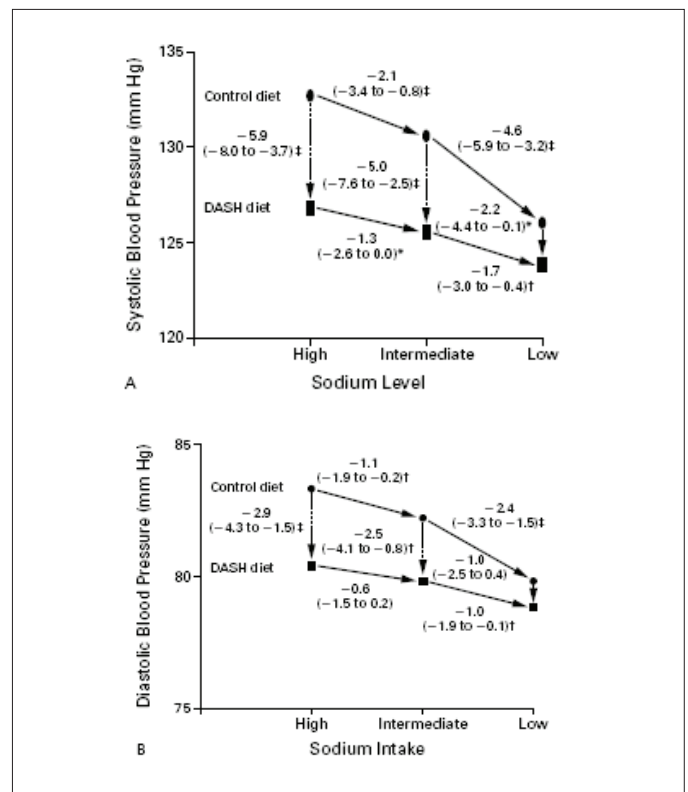 135
−2.1
(−3.4 to −0.8)‡
Control diet
−4.6
(−5.9 to −3.2)‡
130
−5.9
(−8.0 to −3.7)‡
−5.0
(−7.6 to −2.5)‡
DASH diet
−2.2
(−4.4 to −0.1)*
125
−1.3
(−2.6 to 0.0)*
−1.7
(−3.0 to −0.4)†
120
Systolic Blood Pressure (mm Hg)
High Intermediate Low
A Sodium Level
85
−1.1
(−1.9 to −0.2)†
Control diet
−2.4
(−3.3 to −1.5)‡
−2.9
(−4.3 to −1.5)‡
−2.5
(−4.1 to −0.8)†
DASH diet
−1.0
(−2.5 to 0.4)
80
−0.6
(−1.5 to 0.2)
−1.0
(−1.9 to −0.1)†
75
Diastolic Blood Pressure (mm Hg)
High Intermediate Low
B Sodium Intake